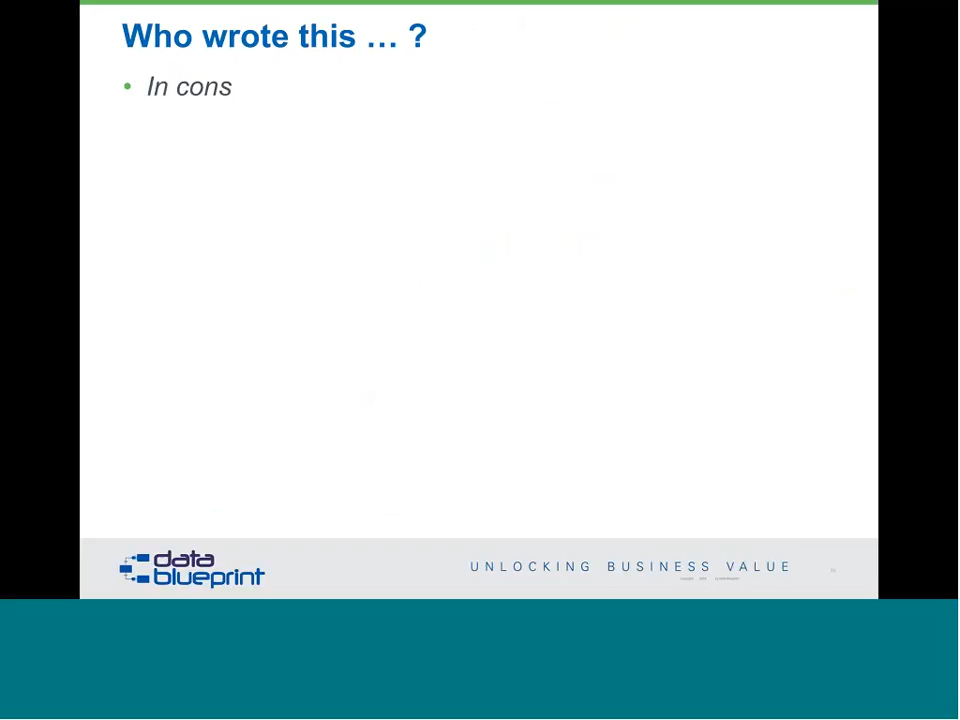 Who wrote this … ?
• In cons
data
blueprint
UNLOCKING BUSINESS VALUE